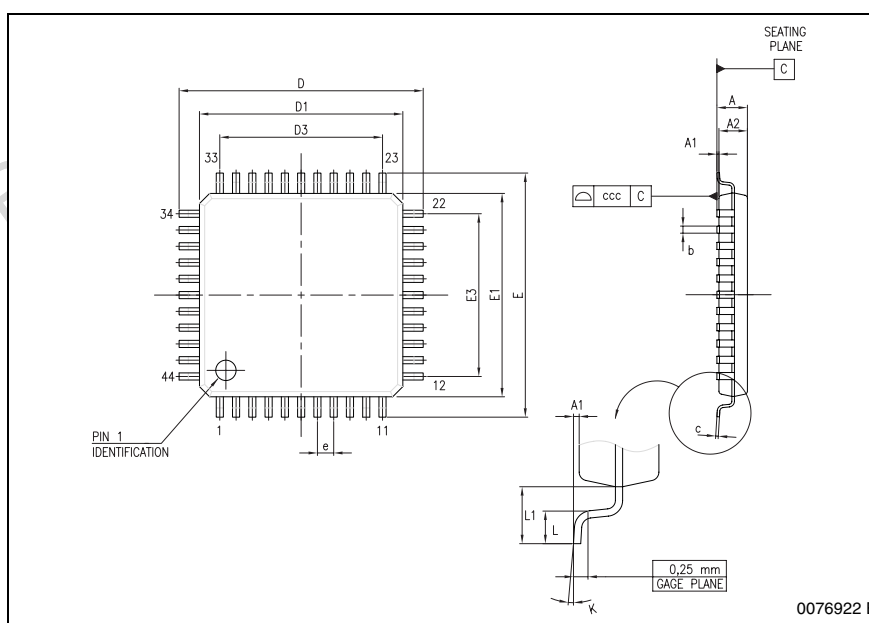 SEATING
PLANE
C
D
D1
D3
A
A2
A1
33
23
ccc
C
34
22
b
E3
E1
E
44
12
A1
PIN 1
IDENTIFICATION
1
11
e
c
L1
L
0,25 mm
GAGE PLANE
K
0076922